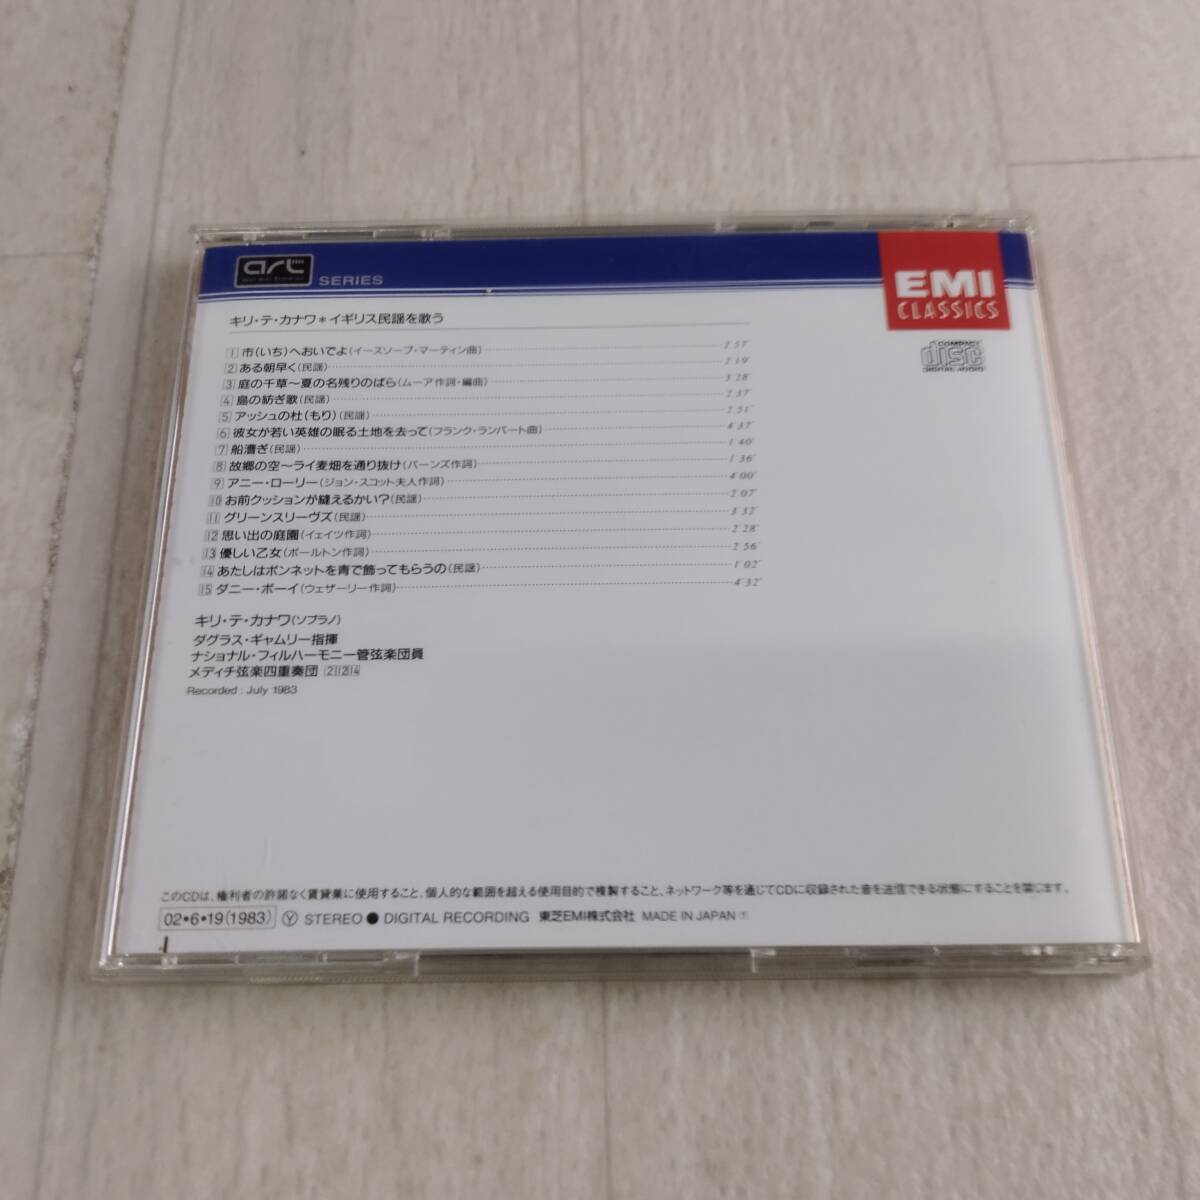 art
SERIES
EMI
CLASSICS
COMPACT
disc
DIGITAL AUDIO
キリ・テ・カナワ＊イギリス民謡を歌う
1 市(いち)へおいでよ(イースソープ・マーティン曲) 2'57"
2 ある朝早く(民謡) 2'19"
3 庭の千草〜夏の名残りのばら(ムーア作詞・編曲) 3'28"
4 島の紡ぎ歌(民謡) 2'37"
5 アッシュの杜(もり)(民謡) 2'51"
6 彼女が若い英雄の眠る土地を去って(フランク・ランバート曲) 4'37"
7 船漕ぎ(民謡) 1'40"
8 故郷の空〜ライ麦畑を通り抜け(バーンズ作詞) 1'36"
9 アニー・ローリー(ジョン・スコット夫人作詞) 4'00"
10 お前クッションが縫えるかい?(民謡) 2'07"
11 グリーンスリーヴズ(民謡) 3'32"
12 思い出の庭園(イェイツ作詞) 2'28"
13 優しい乙女(ボールトン作詞) 2'56"
14 あたしはボンネットを青で飾ってもらうの(民謡) 1'02"
15 ダニー・ボーイ(ウェザーリー作詞) 4'32"
キリ・テ・カナワ(ソプラノ)
ダグラス・ギャムリー指揮
ナショナル・フィルハーモニー管弦楽団員
メディチ弦楽四重奏団 2 12 14
Recorded : July 1983
このCDは、権利者の許諾なく賃貸業に使用すること、個人的な範囲を超える使用目的で複製すること、ネットワーク等を通じてCDに収録された音を送信できる状態にすることを禁じます。
02•6•19(1983) Ⓨ STEREO ● DIGITAL RECORDING 東芝EMI株式会社 MADE IN JAPAN